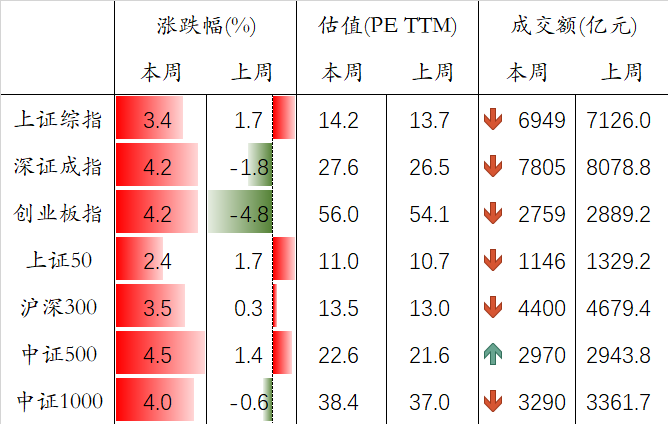 涨跌幅(%) 估值(PE TTM) 成交额(亿元)
本周 上周 本周 上周 本周 上周
上证综指 3.4 1.7 14.2 13.7 6949 7126.0
深证成指 4.2 -1.8 27.6 26.5 7805 8078.8
创业板指 4.2 -4.8 56.0 54.1 2759 2889.2
上证50 2.4 1.7 11.0 10.7 1146 1329.2
沪深300 3.5 0.3 13.5 13.0 4400 4679.4
中证500 4.5 1.4 22.6 21.6 2970 2943.8
中证1000 4.0 -0.6 38.4 37.0 3290 3361.7